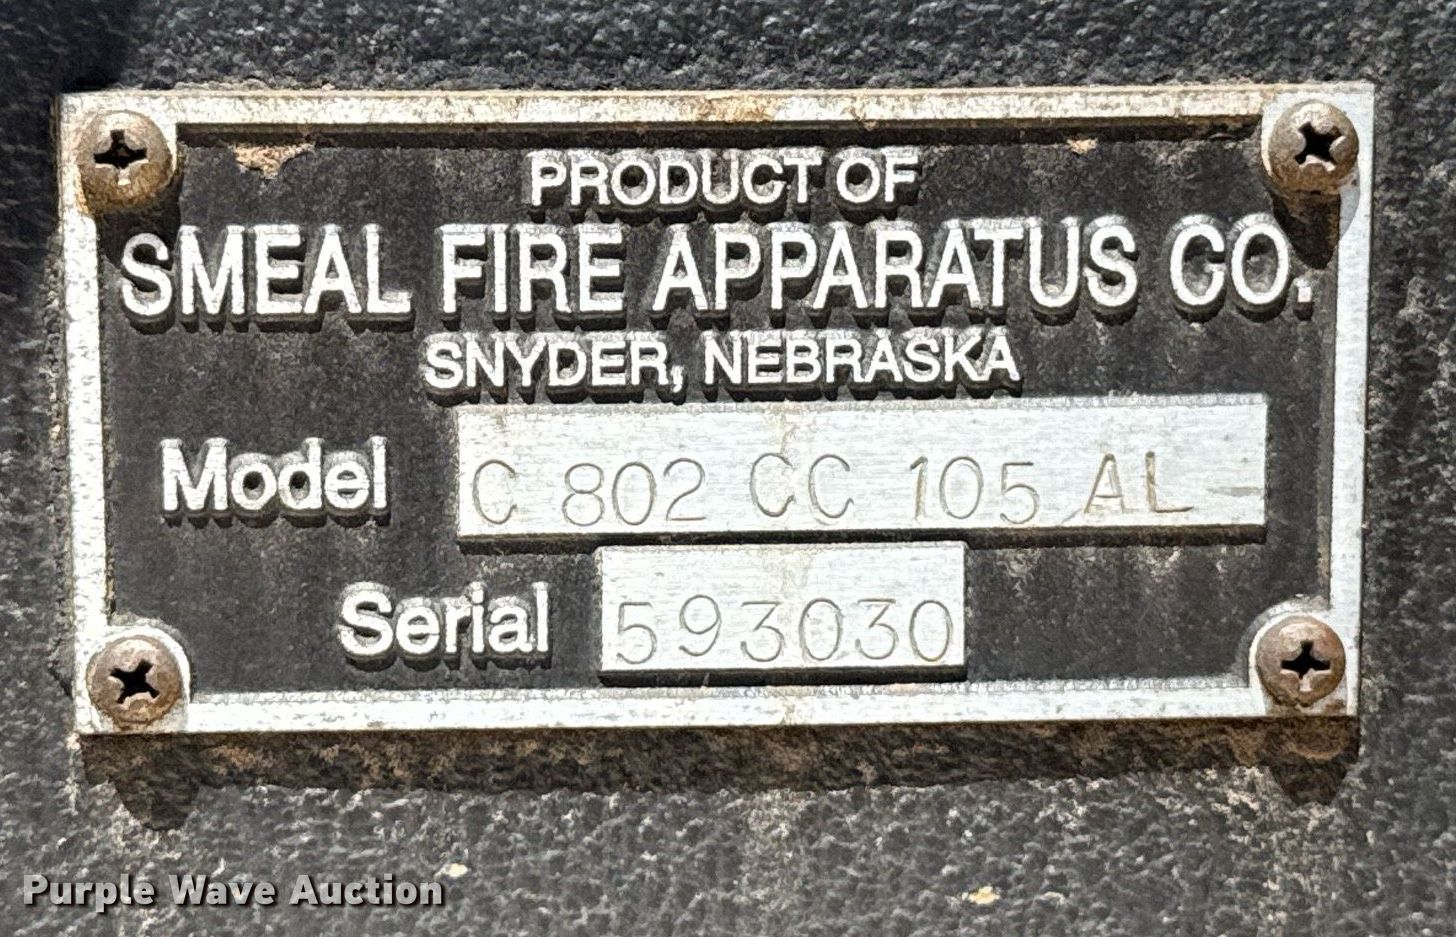 PRODUCT OF
SMEAL FIRE APPARATUS CO.
SNYDER, NEBRASKA
Model C 802 CC 105 AL -
Serial 593030
Purple Wave Auction